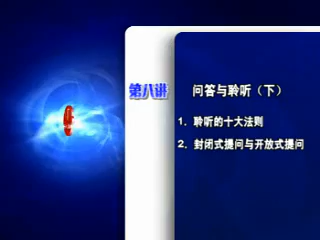 第八讲 问答与聆听（下）
1．聆听的十大法则
2．封闭式提问与开放式提问